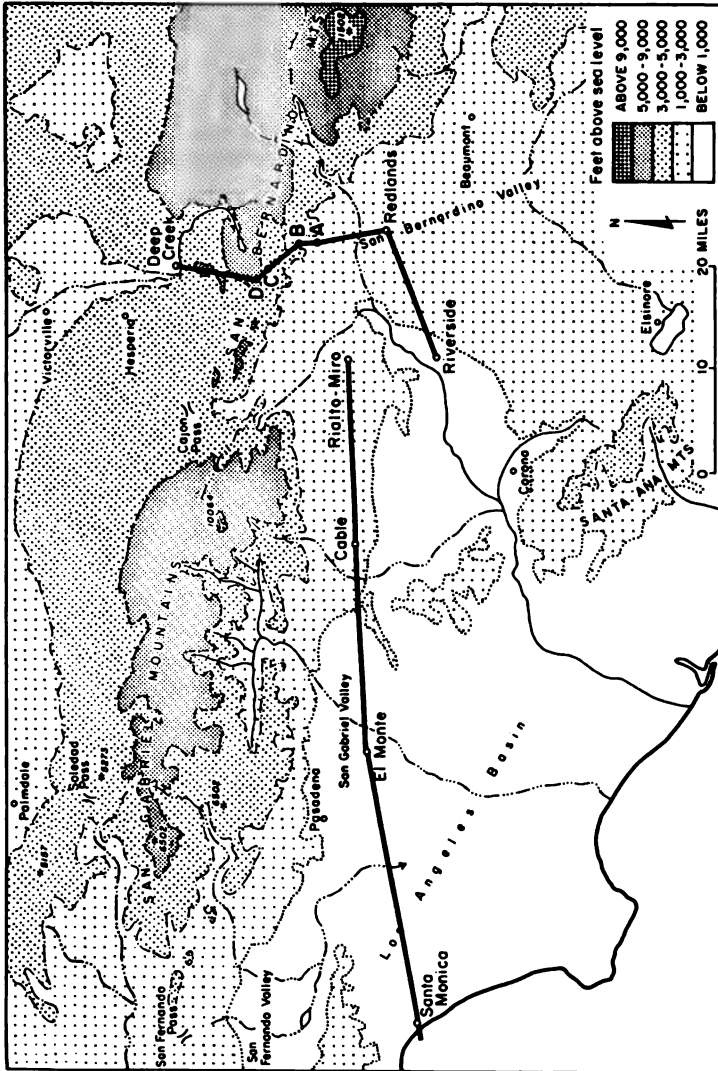 Palmdale
Soledad
Pass
Victorville
Hesperia
Deep
Creek
SAN GABRIEL MOUNTAINS
Cajon
Pass
10064
SAN BERNARDINO MTS.
D
C
B
A
San Fernando
Pass
San
Fernando Valley
Pasadena
San Gabriel Valley
El Monte
Cable
Rialto-Miro
Redlands
San Bernardino Valley
Beaumont
Riverside
Santa
Monica
Los Angeles Basin
Corona
SANTA ANA MTS.
Elsinore
N
0 10 20 MILES
Feet above sea level
ABOVE 9,000
5,000-9,000
3,000-5,000
1,000-3,000
BELOW 1,000